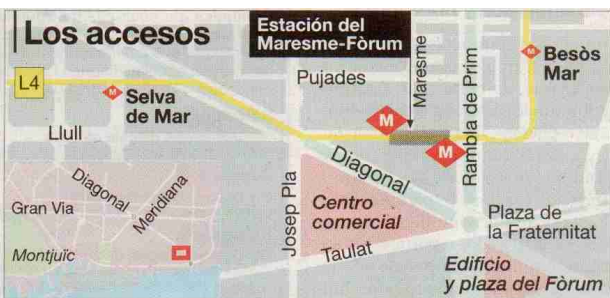 Los accesos
Estación del
Maresme-Fòrum
L4
M
Selva
de Mar
Pujades
Maresme
Rambla de Prim
M
Besòs
Mar
M
M
Llull
Diagonal
Josep Pla
Centro
comercial
Taulat
Plaza de
la Fraternitat
Edificio
y plaza del Fòrum
Diagonal
Meridiana
Gran Via
Montjuïc